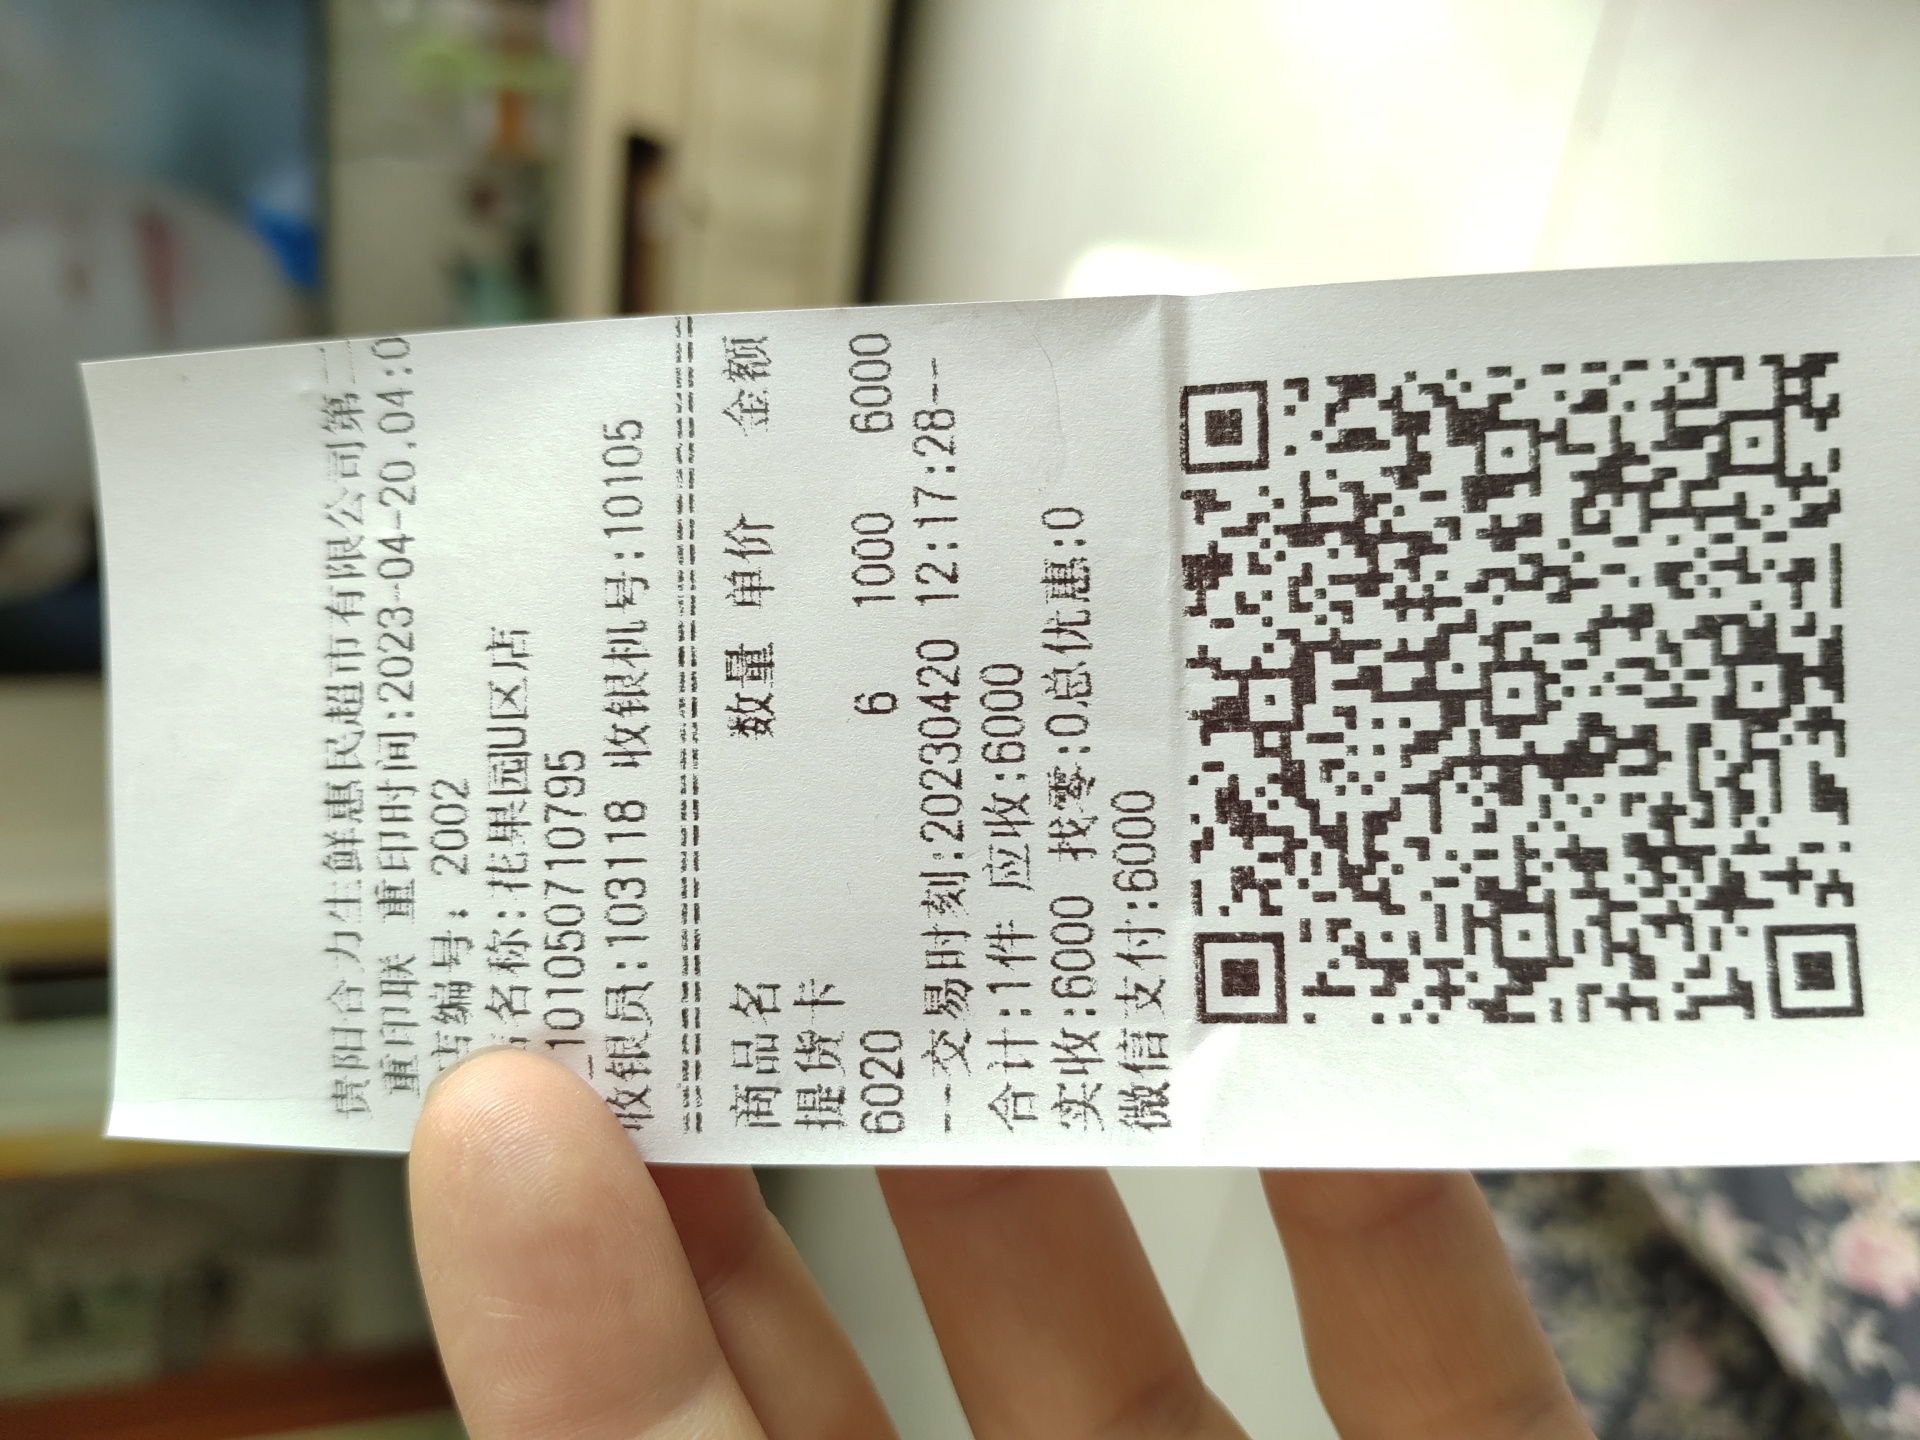 贵阳合力生鲜惠民超市有限公司第二
重印联 重印时间:2023-04-20,04:0
店编号: 2002
名称:花果园U区店
101050710795
收银员:103118 收银机号:10105
商品名 数量 单价 金额
提货卡
6020 6 1000 6000
--交易时刻:20230420 12:17:28--
合计:1件 应收:6000
实收:6000 找零:0总优惠:0
微信支付:6000